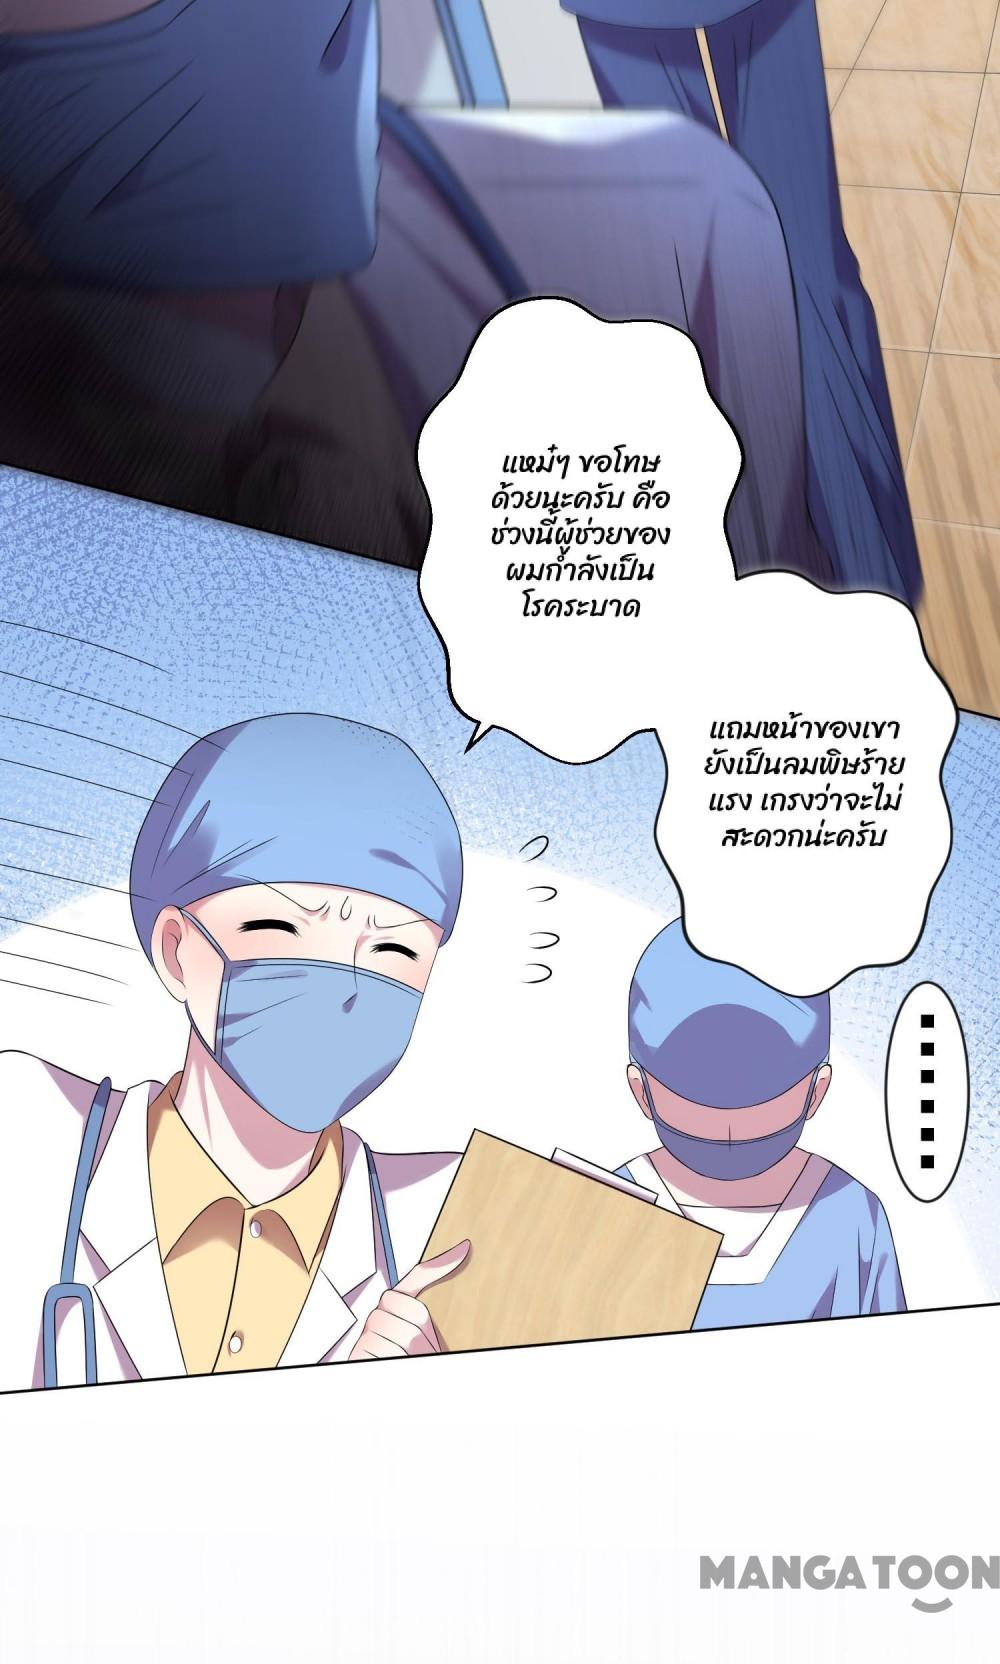 แหม๋ๆ ขอโทษ
ด้วยนะครับ คือ
ช่วงนี้ผู้ช่วยของ
ผมกำลังเป็น
โรคระบาด
แถมหน้าของเขา
ยังเป็นลมพิษร้าย
แรง เกรงว่าจะไม่
สะดวกน่ะครับ
......
MANGATOON